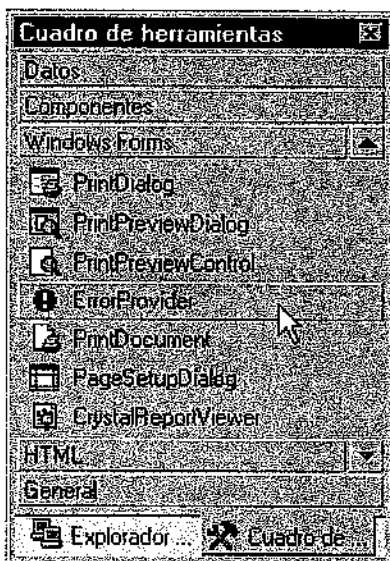 Cuadro de herramientas
Datos
Componentes
Windows Forms
PrintDialog
PrintPreviewDialog
PrintPreviewControl
ErrorProvider
PrintDocument
PageSetupDialog
CrystalReportViewer
HTML
General
Explorador ... Cuadro de ...